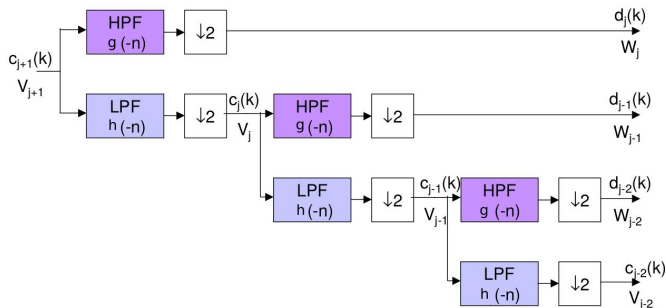 HPF
g(-n)
↓2
d_j(k)
W_j
c_{j+1}(k)
V_{j+1}
LPF
h(-n)
↓2
c_j(k)
V_j
HPF
g(-n)
↓2
d_{j-1}(k)
W_{j-1}
LPF
h(-n)
↓2
c_{j-1}(k)
V_{j-1}
HPF
g(-n)
↓2
d_{j-2}(k)
W_{j-2}
LPF
h(-n)
↓2
c_{j-2}(k)
V_{j-2}